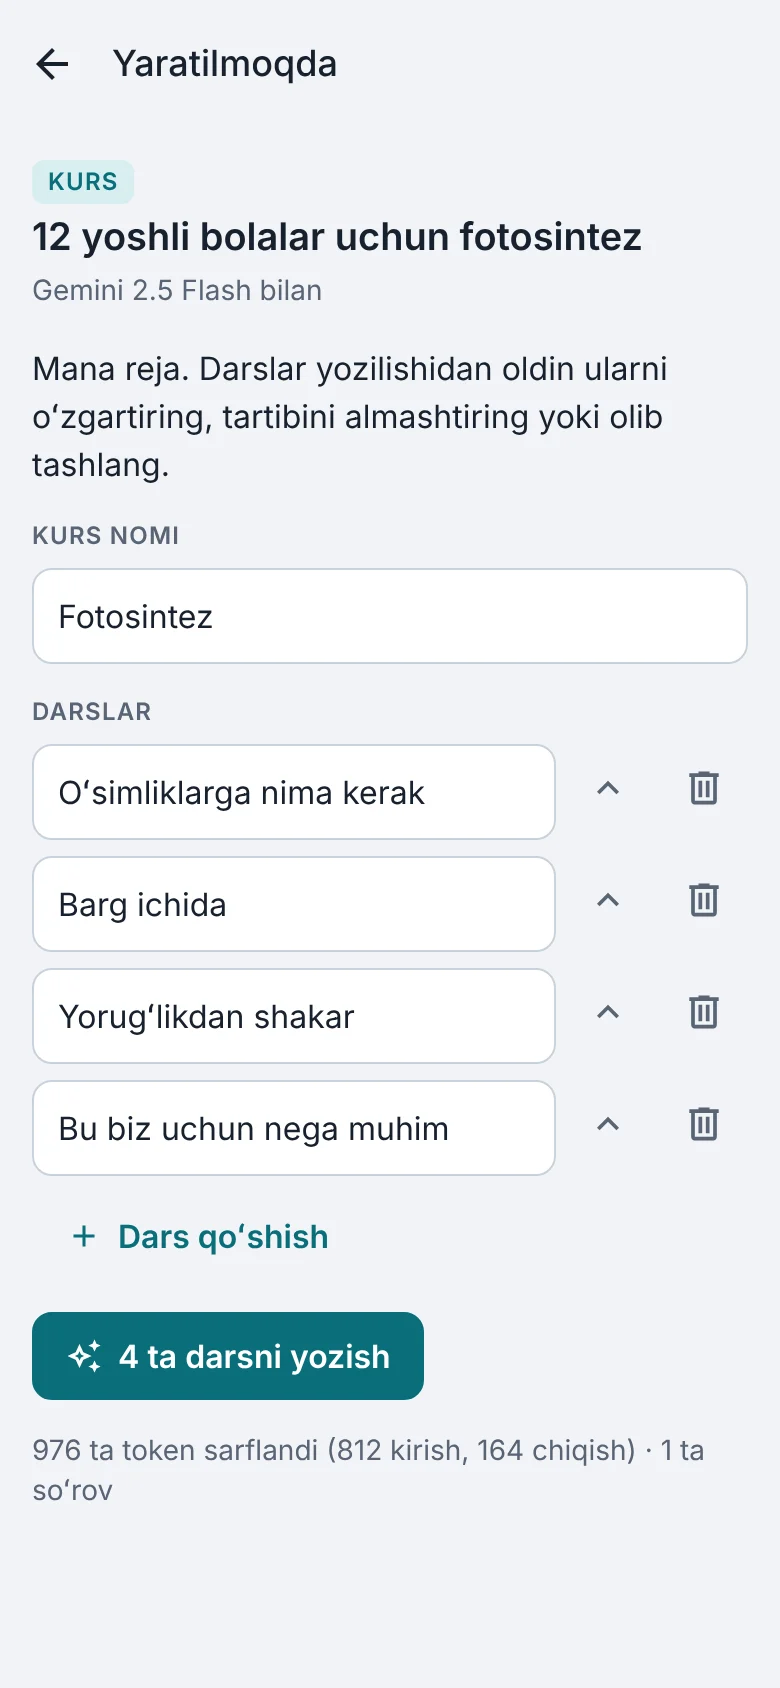 Yaratilmoqda
KURS
12 yoshli bolalar uchun fotosintez
Gemini 2.5 Flash bilan
Mana reja. Darslar yozilishidan oldin ularni
oʻzgartiring, tartibini almashtiring yoki olib
tashlang.
KURS NOMI
Fotosintez
DARSLAR
Oʻsimliklarga nima kerak
Barg ichida
Yorugʻlikdan shakar
Bu biz uchun nega muhim
+ Dars qoʻshish
4 ta darsni yozish
976 ta token sarflandi (812 kirish, 164 chiqish) · 1 ta
soʻrov